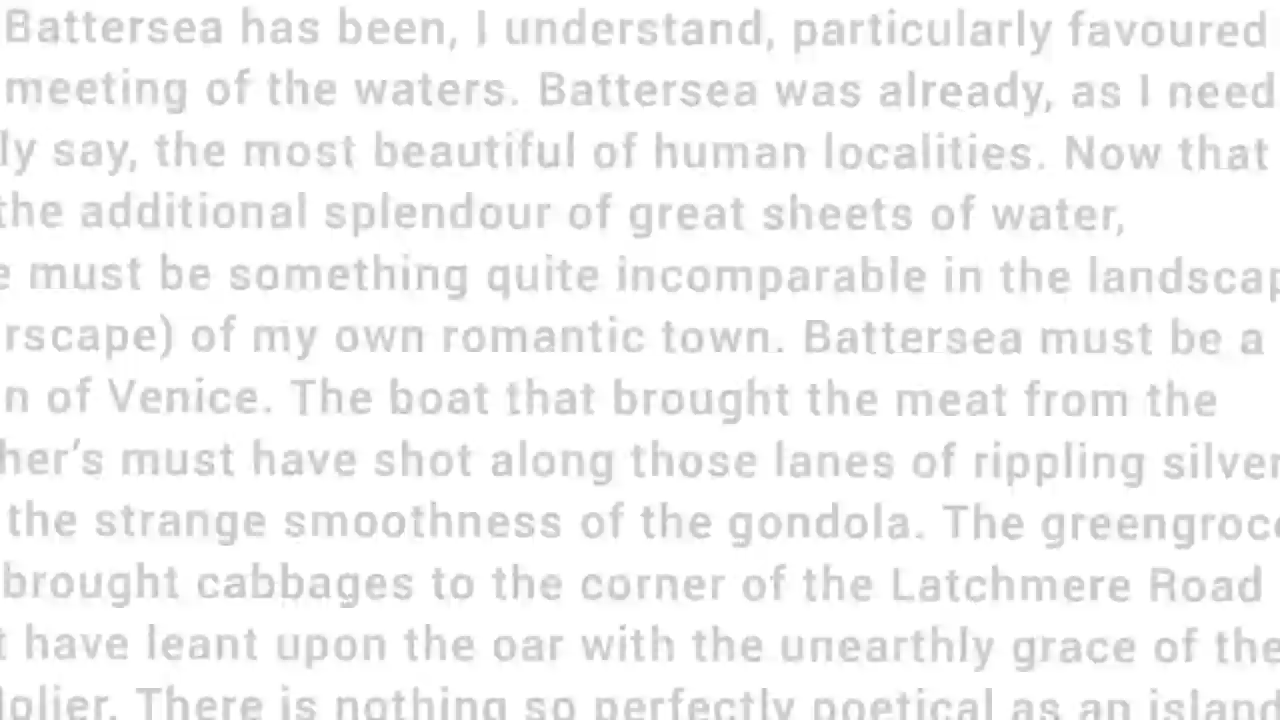 Battersea has been, I understand, particularly favoured
meeting of the waters. Battersea was already, as I need
ly say, the most beautiful of human localities. Now that
the additional splendour of great sheets of water,
e must be something quite incomparable in the landscap
rscape) of my own romantic town. Battersea must be a
n of Venice. The boat that brought the meat from the
her’s must have shot along those lanes of rippling silver
the strange smoothness of the gondola. The greengroce
brought cabbages to the corner of the Latchmere Road
t have leant upon the oar with the unearthly grace of the
dolier. There is nothing so perfectly poetical as an island